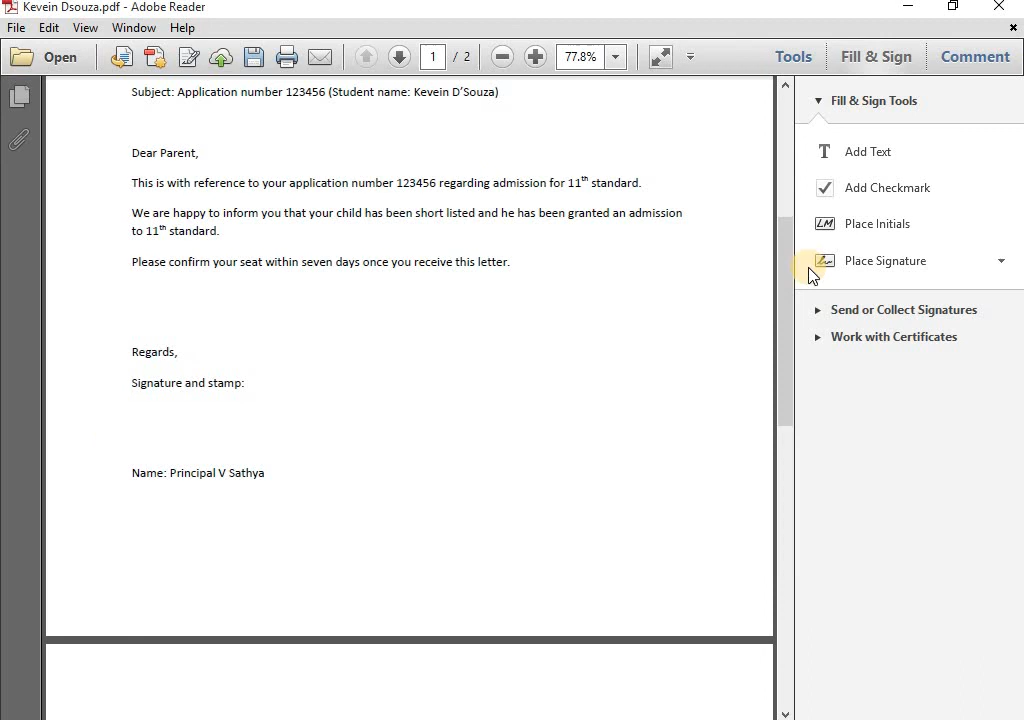 Kevein Dsouza.pdf - Adobe Reader
File Edit View Window Help
Open 1 / 2 77.8% Tools Fill & Sign Comment
Subject: Application number 123456 (Student name: Kevein D'Souza)
Dear Parent,
This is with reference to your application number 123456 regarding admission for 11th standard.
We are happy to inform you that your child has been short listed and he has been granted an admission
to 11th standard.
Please confirm your seat within seven days once you receive this letter.
Regards,
Signature and stamp:
Name: Principal V Sathya
Fill & Sign Tools
T Add Text
Add Checkmark
LM Place Initials
Place Signature
Send or Collect Signatures
Work with Certificates